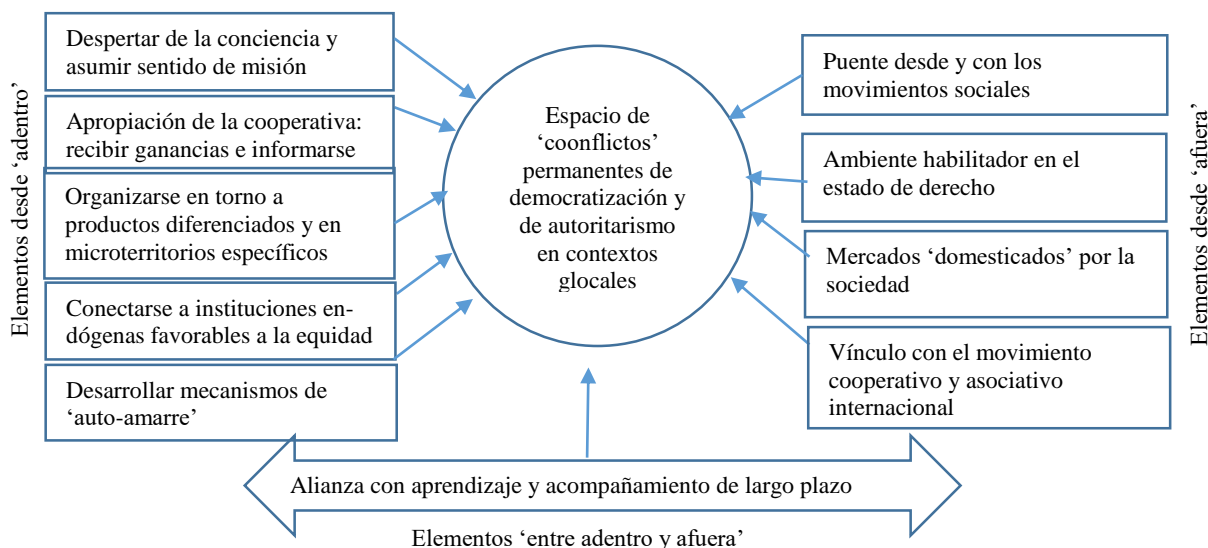 Elementos desde ‘adentro’
Despertar de la conciencia y
asumir sentido de misión
Apropiación de la cooperativa:
recibir ganancias e informarse
Organizarse en torno a
productos diferenciados y en
microterritorios específicos
Conectarse a instituciones en-
dógenas favorables a la equidad
Desarrollar mecanismos de
‘auto-amarre’
Espacio de
‘coonflictos’
permanentes de
democratización y
de autoritarismo
en contextos
glocales
Puente desde y con los
movimientos sociales
Ambiente habilitador en el
estado de derecho
Mercados ‘domesticados’ por la
sociedad
Vínculo con el movimiento
cooperativo y asociativo
internacional
Elementos desde ‘afuera’
Alianza con aprendizaje y acompañamiento de largo plazo
Elementos ‘entre adentro y afuera’